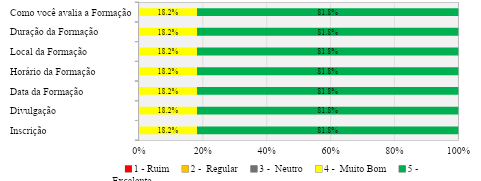 Como você avalia a Formação 18.2% 81.8%
Duração da Formação 18.2% 81.8%
Local da Formação 18.2% 81.8%
Horário da Formação 18.2% 81.8%
Data da Formação 18.2% 81.8%
Divulgação 18.2% 81.8%
Inscrição 18.2% 81.8%
0% 20% 40% 60% 80% 100%
1 - Ruim 2 - Regular 3 - Neutro 4 - Muito Bom 5 -
Excelente